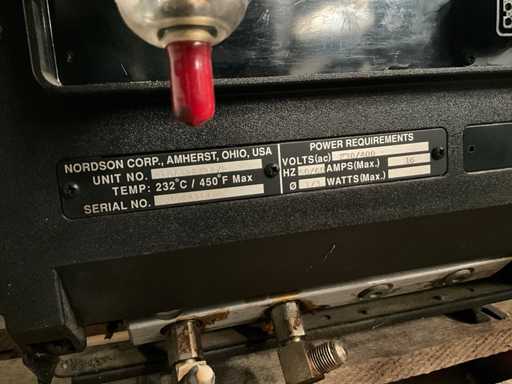 NORDSON CORP., AMHERST, OHIO, USA
UNIT NO.
TEMP: 232°C / 450°F Max
SERIAL NO.
POWER REQUIREMENTS
VOLTS(ac) /400
HZ AMPS(Max.) 16
Ø WATTS(Max.)